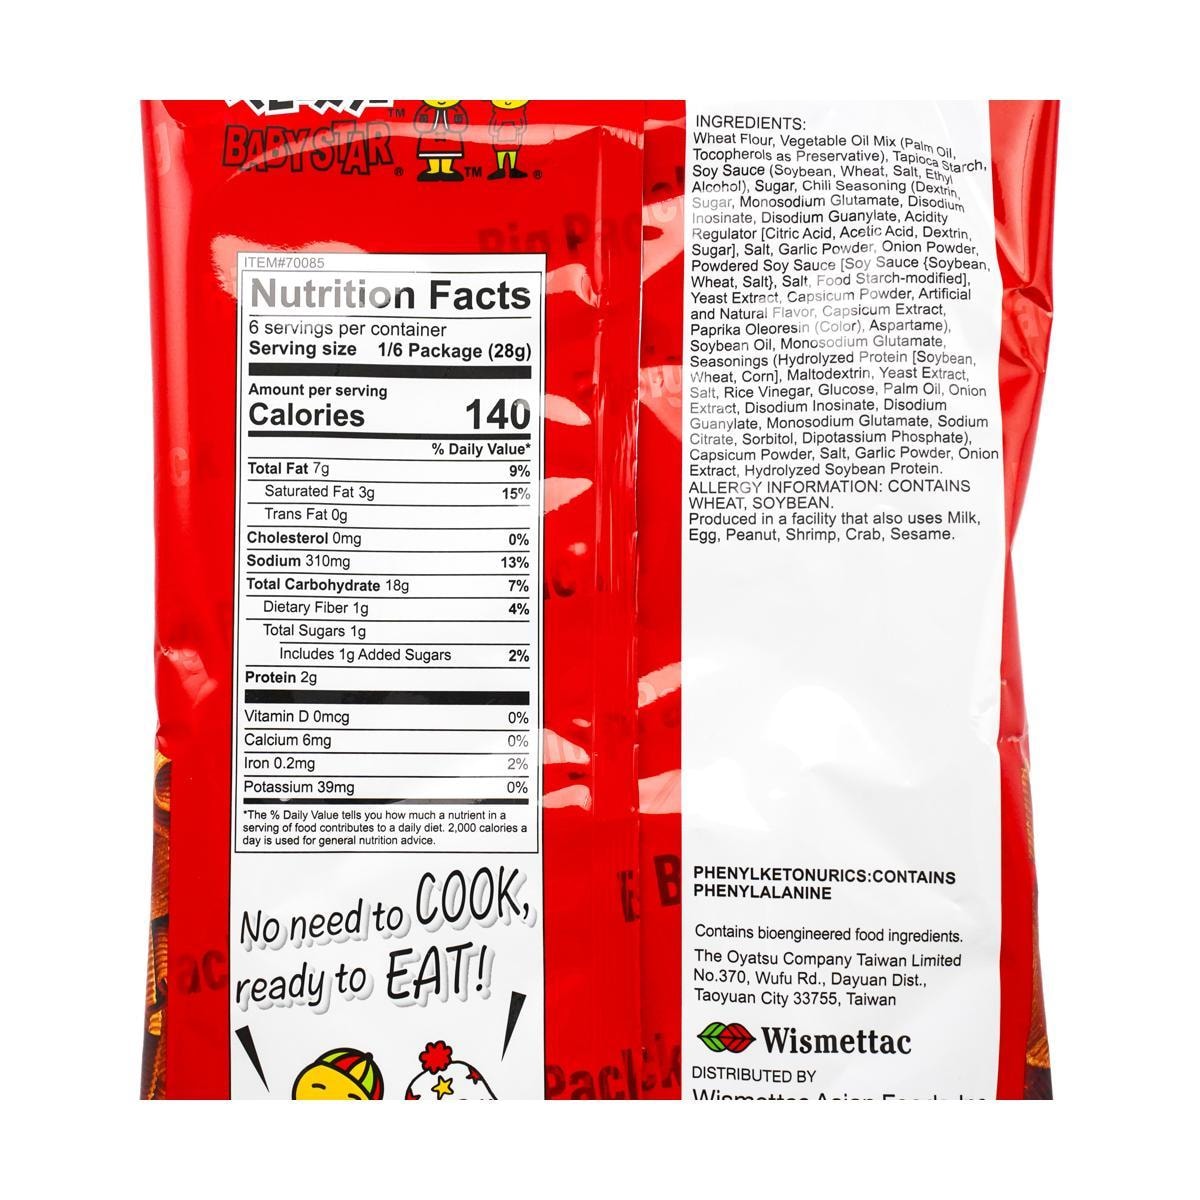 BABY STAR
™
®
™
®
ITEM#70085
Nutrition Facts
6 servings per container
Serving size 1/6 Package (28g)
Amount per serving
Calories 140
% Daily Value*
Total Fat 7g 9%
Saturated Fat 3g 15%
Trans Fat 0g
Cholesterol 0mg 0%
Sodium 310mg 13%
Total Carbohydrate 18g 7%
Dietary Fiber 1g 4%
Total Sugars 1g
Includes 1g Added Sugars 2%
Protein 2g
Vitamin D 0mcg 0%
Calcium 6mg 0%
Iron 0.2mg 2%
Potassium 39mg 0%
*The % Daily Value tells you how much a nutrient in a
serving of food contributes to a daily diet. 2,000 calories a
day is used for general nutrition advice.
No need to COOK,
ready to EAT!
INGREDIENTS:
Wheat Flour, Vegetable Oil Mix (Palm Oil,
Tocopherols as Preservative), Tapioca Starch,
Soy Sauce (Soybean, Wheat, Salt, Ethyl
Alcohol), Sugar, Chili Seasoning (Dextrin,
Sugar, Monosodium Glutamate, Disodium
Inosinate, Disodium Guanylate, Acidity
Regulator [Citric Acid, Acetic Acid, Dextrin,
Sugar], Salt, Garlic Powder, Onion Powder,
Powdered Soy Sauce [Soy Sauce {Soybean,
Wheat, Salt}, Salt, Food Starch-modified],
Yeast Extract, Capsicum Powder, Artificial
and Natural Flavor, Capsicum Extract,
Paprika Oleoresin (Color), Aspartame),
Soybean Oil, Monosodium Glutamate,
Seasonings (Hydrolyzed Protein [Soybean,
Wheat, Corn], Maltodextrin, Yeast Extract,
Salt, Rice Vinegar, Glucose, Palm Oil, Onion
Extract, Disodium Inosinate, Disodium
Guanylate, Monosodium Glutamate, Sodium
Citrate, Sorbitol, Dipotassium Phosphate),
Capsicum Powder, Salt, Garlic Powder, Onion
Extract, Hydrolyzed Soybean Protein.
ALLERGY INFORMATION: CONTAINS
WHEAT, SOYBEAN.
Produced in a facility that also uses Milk,
Egg, Peanut, Shrimp, Crab, Sesame.
PHENYLKETONURICS:CONTAINS
PHENYLALANINE
Contains bioengineered food ingredients.
The Oyatsu Company Taiwan Limited
No.370, Wufu Rd., Dayuan Dist.,
Taoyuan City 33755, Taiwan
Wismettac
DISTRIBUTED BY